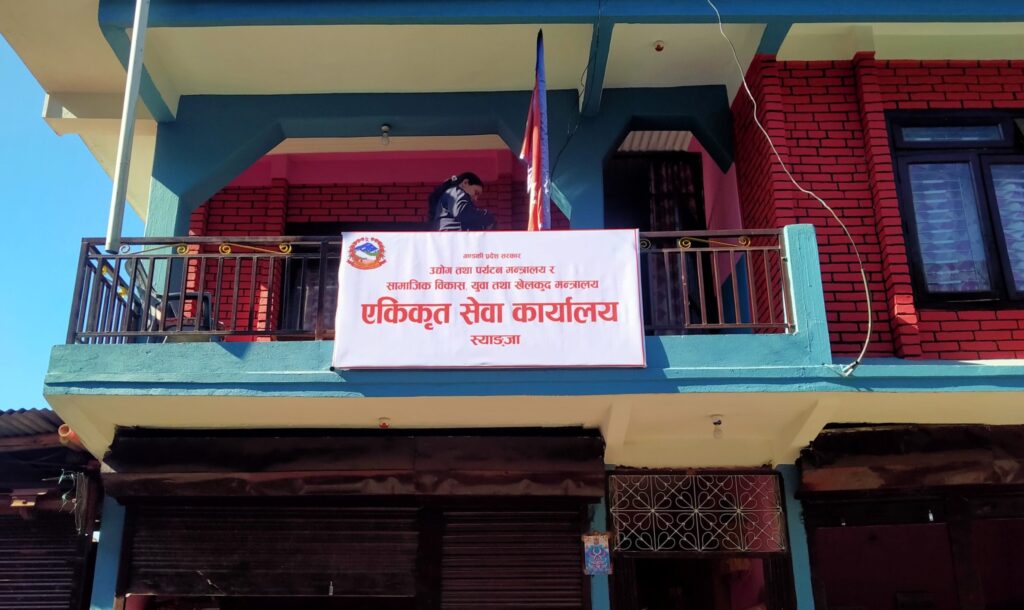 गण्डकी प्रदेश सरकार
उद्योग तथा पर्यटन मन्त्रालय र
सामाजिक विकास, युवा तथा खेलकुद मन्त्रालय
एकिकृत सेवा कार्यालय
स्याङ्जा